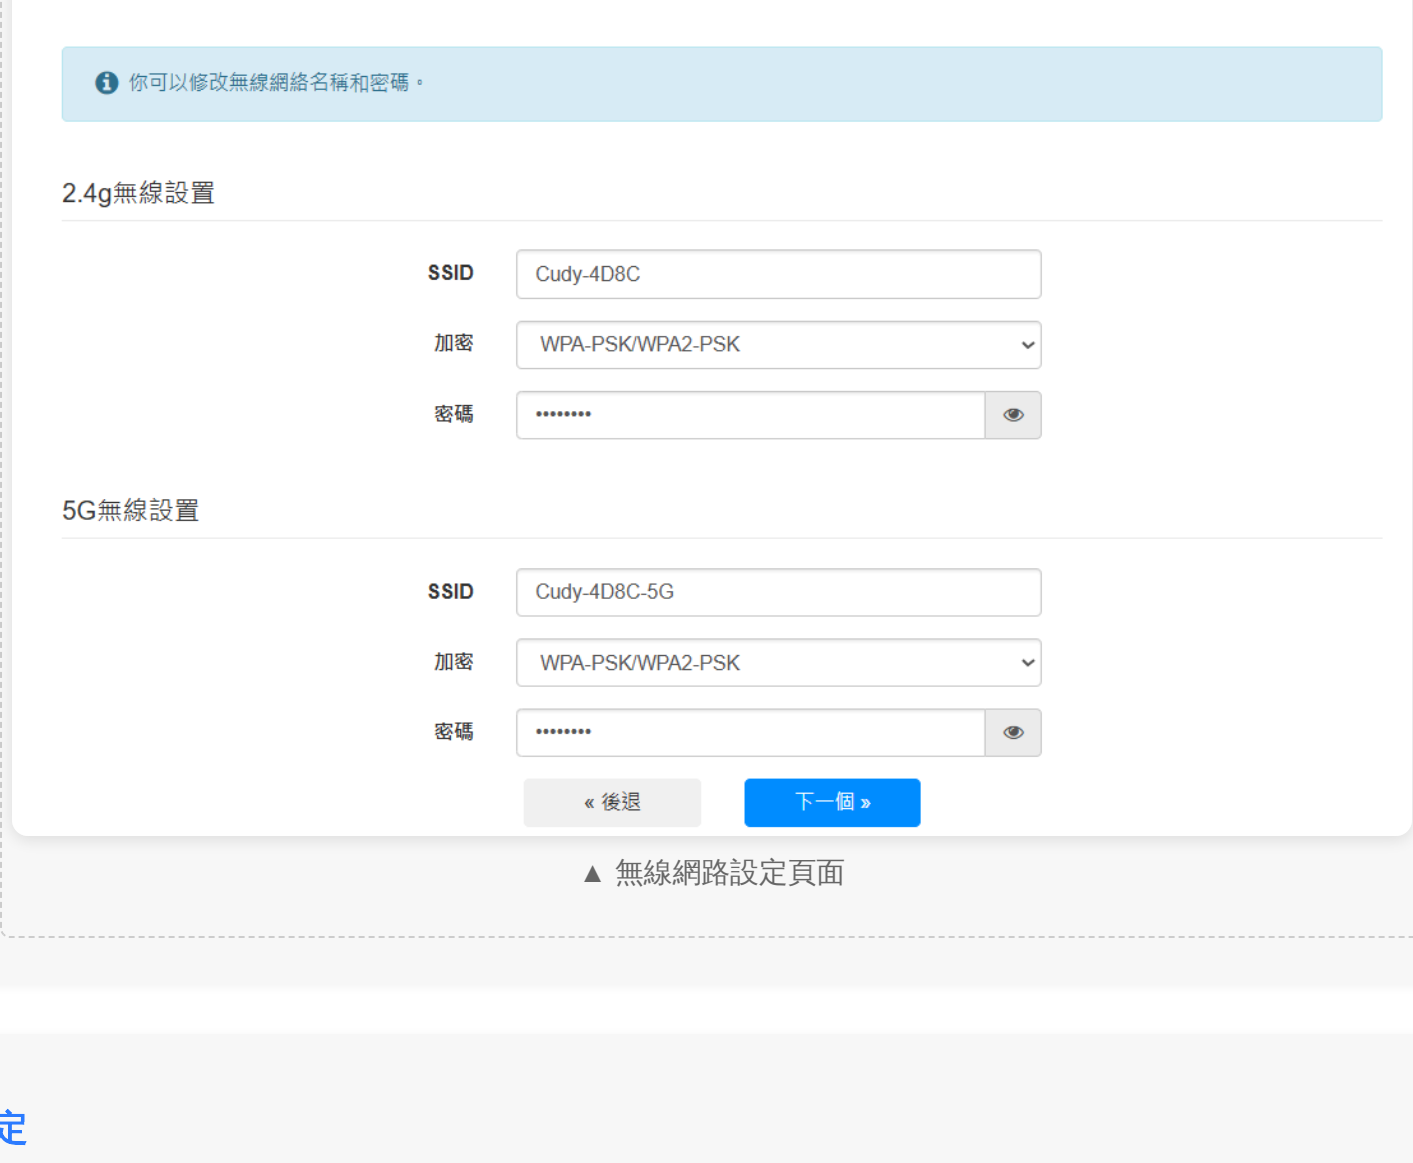 你可以修改無線網絡名稱和密碼。
2.4g無線設置
SSID
Cudy-4D8C
加密
WPA-PSK/WPA2-PSK
密碼
••••••••
5G無線設置
SSID
Cudy-4D8C-5G
加密
WPA-PSK/WPA2-PSK
密碼
••••••••
« 後退
下一個 »
▲ 無線網路設定頁面
定